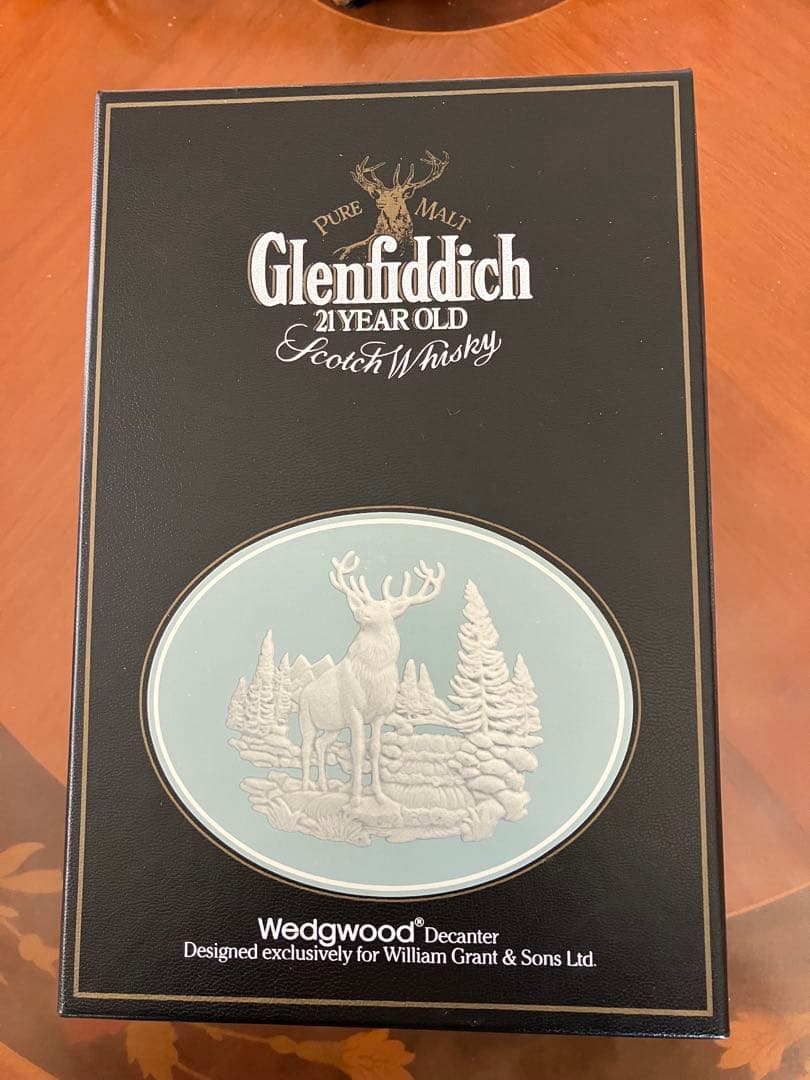 PURE MALT
Glenfiddich
21 YEAR OLD
Scotch Whisky
Wedgwood® Decanter
Designed exclusively for William Grant & Sons Ltd.